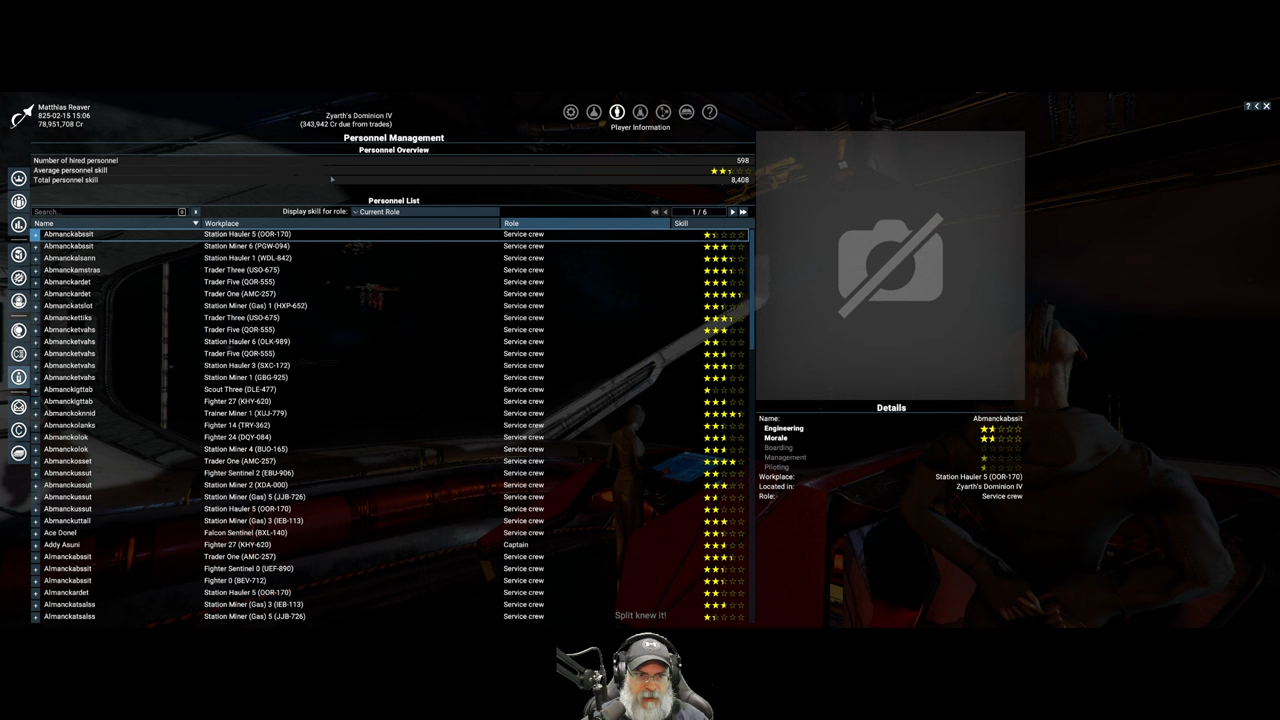 Matthias Reaver
825-02-15 15:06
78,951,708 Cr
Zyarth's Dominion IV
(343,942 Cr due from trades)
Player Information
? < X
Personnel Management
Personnel Overview
Number of hired personnel 598
Average personnel skill
Total personnel skill 8,408
Personnel List
Search... Display skill for role: Current Role 1 / 6
Name Workplace Role Skill
Abmanckabssit Station Hauler 5 (OOR-170) Service crew
Abmanckabssit Station Miner 6 (PGW-094) Service crew
Abmanckalsann Station Hauler 1 (WDL-842) Service crew
Abmanckamstras Trader Three (USO-675) Service crew
Abmanckardet Trader Five (QOR-555) Service crew
Abmanckardet Trader One (AMC-257) Service crew
Abmanckatslot Station Miner (Gas) 1 (HXP-652) Service crew
Abmanckettiks Trader Three (USO-675) Service crew
Abmancketvahs Trader Five (QOR-555) Service crew
Abmancketvahs Station Hauler 6 (OLK-989) Service crew
Abmancketvahs Trader Five (QOR-555) Service crew
Abmancketvahs Station Hauler 3 (SXC-172) Service crew
Abmancketvahs Station Miner 1 (GBG-925) Service crew
Abmanckigttab Scout Three (DLE-477) Service crew
Abmanckigttab Fighter 27 (KHY-620) Service crew
Abmanckoknnid Trainer Miner 1 (XUJ-779) Service crew
Abmanckolanks Fighter 14 (TRY-362) Service crew
Abmanckolok Fighter 24 (DQY-084) Service crew
Abmanckolok Station Miner 4 (BUO-165) Service crew
Abmanckosset Trader One (AMC-257) Service crew
Abmanckussut Fighter Sentinel 2 (EBU-906) Service crew
Abmanckussut Station Miner 2 (XDA-000) Service crew
Abmanckussut Station Miner (Gas) 5 (JJB-726) Service crew
Abmanckussut Station Hauler 5 (OOR-170) Service crew
Abmanckuttall Station Miner (Gas) 3 (IEB-113) Service crew
Ace Donel Falcon Sentinel (BXL-140) Service crew
Addy Asuni Fighter 27 (KHY-620) Captain
Almanckabssit Trader One (AMC-257) Service crew
Almanckabssit Fighter Sentinel 0 (UEF-890) Service crew
Almanckabssit Fighter 0 (BEV-712) Service crew
Almanckardet Station Hauler 5 (OOR-170) Service crew
Almanckatsalss Station Miner (Gas) 3 (IEB-113) Service crew
Almanckatsalss Station Miner (Gas) 5 (JJB-726) Service crew
Split knew it!
Details
Name: Abmanckabssit
Engineering
Morale
Boarding
Management
Piloting
Workplace: Station Hauler 5 (OOR-170)
Located in: Zyarth's Dominion IV
Role: Service crew